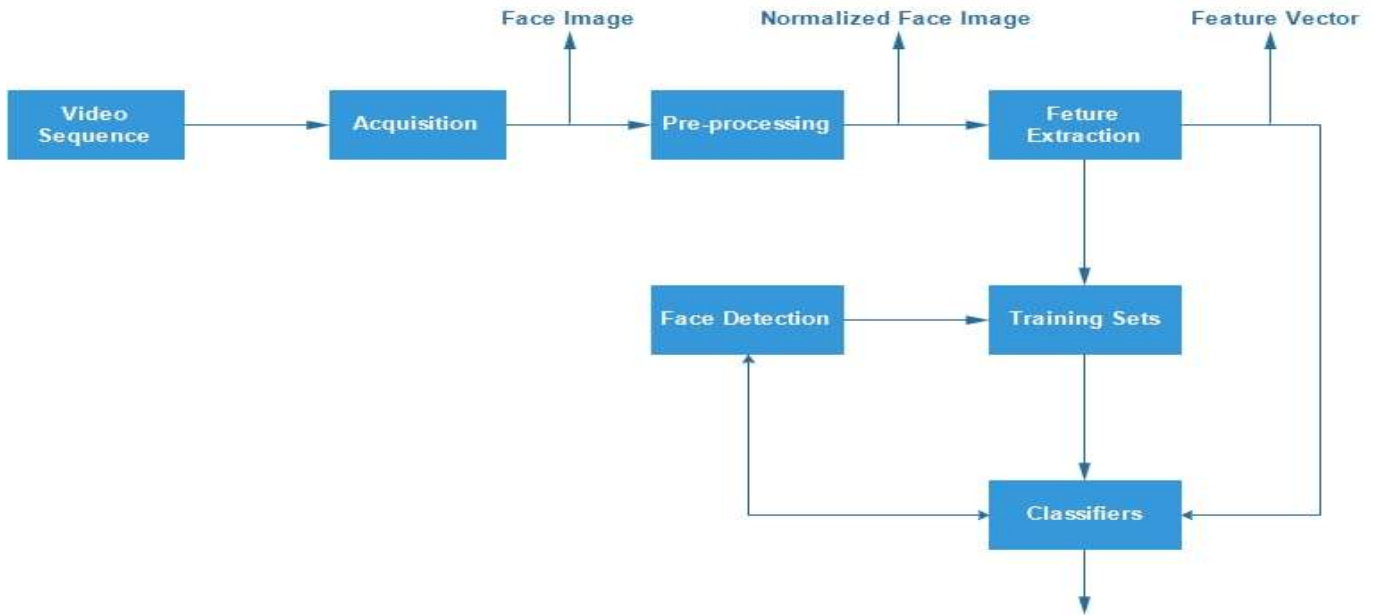 Face Image
Normalized Face Image
Feature Vector
Video
Sequence
Acquisition
Pre-processing
Feture
Extraction
Face Detection
Training Sets
Classifiers